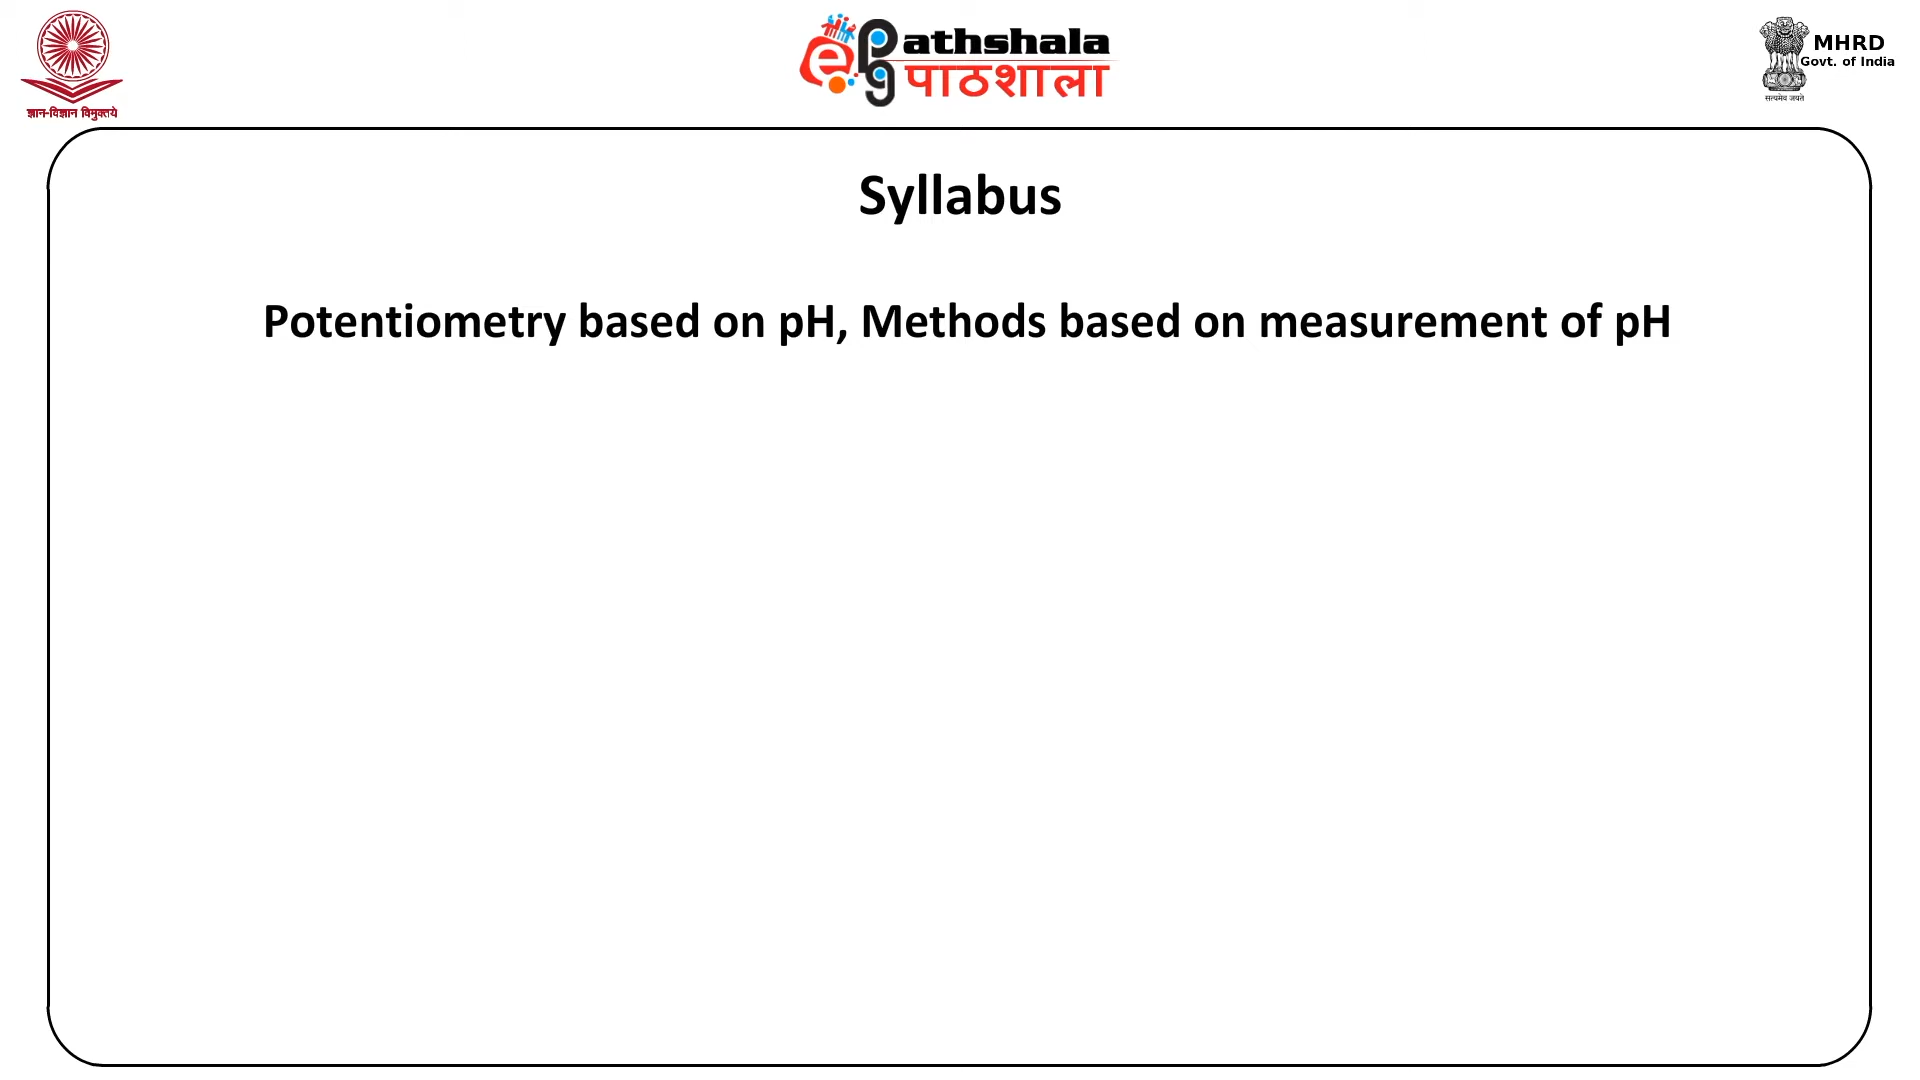 ज्ञान-विज्ञान विमुक्तये
e pg athshala
पाठशाला
MHRD
Govt. of India
सत्यमेव जयते
Syllabus
Potentiometry based on pH, Methods based on measurement of pH